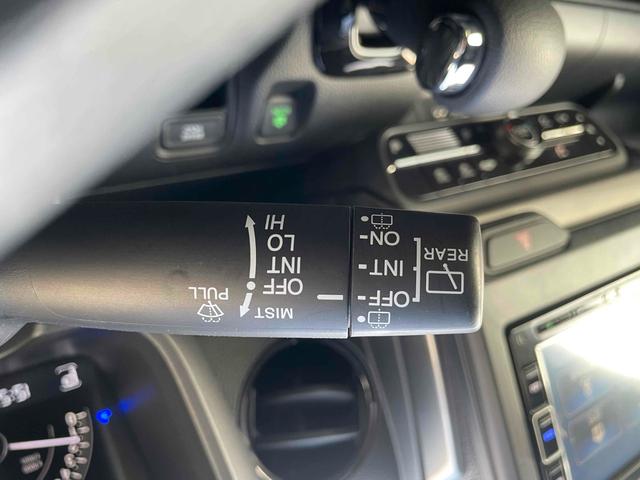 MIST
OFF
INT
LO
HI
PULL
OFF
INT
ON
REAR